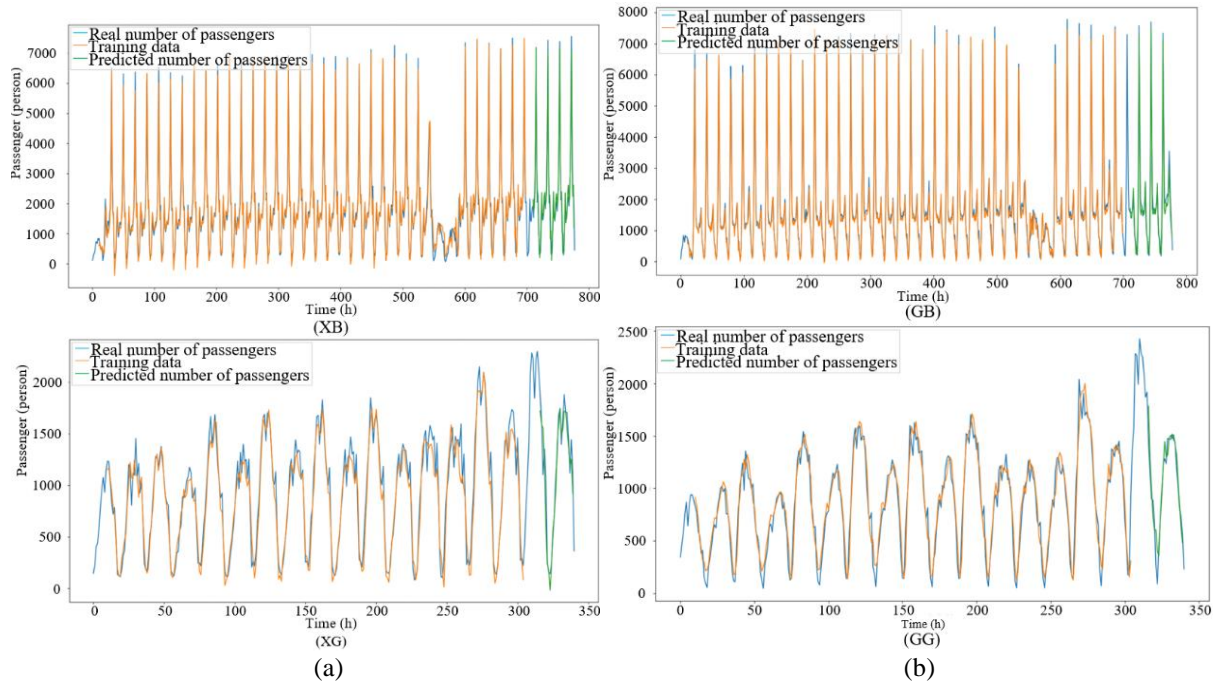 Real number of passengers
Training data
Predicted number of passengers
Passenger (person)
7000
6000
5000
4000
3000
2000
1000
0
0 100 200 300 400 500 600 700 800
Time (h)
(XB)
Real number of passengers
Training data
Predicted number of passengers
Passenger (person)
8000
7000
6000
5000
4000
3000
2000
1000
0
0 100 200 300 400 500 600 700 800
Time (h)
(GB)
Real number of passengers
Training data
Predicted number of passengers
Passenger (person)
2000
1500
1000
500
0
0 50 100 150 200 250 300 350
Time (h)
(XG)
(a)
Real number of passengers
Training data
Predicted number of passengers
Passenger (person)
2500
2000
1500
1000
500
0
0 50 100 150 200 250 300 350
Time (h)
(GG)
(b)